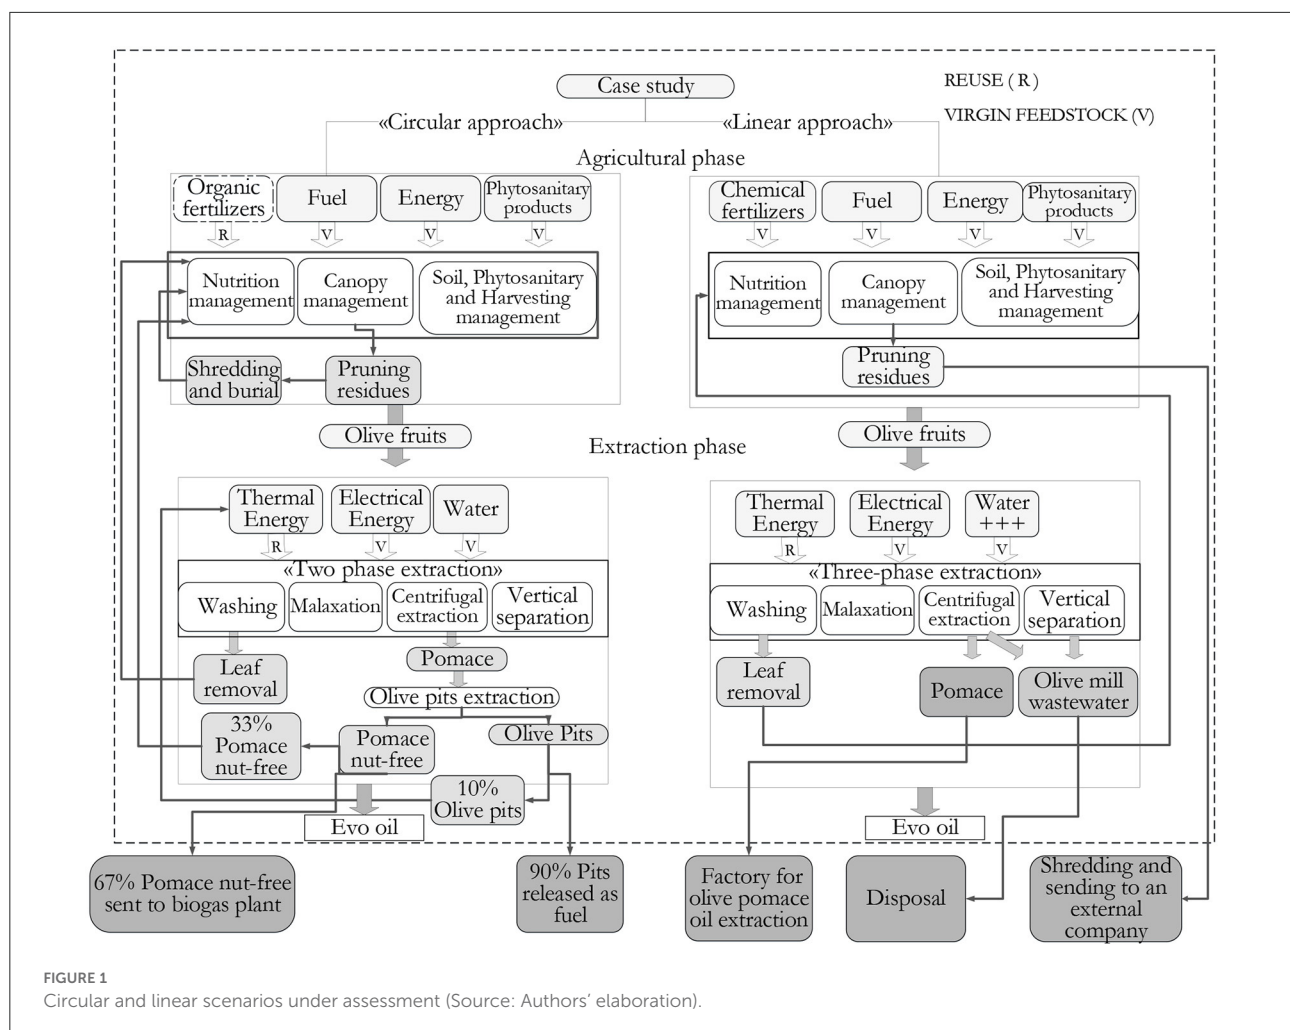 Case study
REUSE ( R )
VIRGIN FEEDSTOCK (V)
«Circular approach»
«Linear approach»
Agricultural phase
Organic
fertilizers
Fuel
Energy
Phytosanitary
products
R
V
V
V
Nutrition
management
Canopy
management
Soil, Phytosanitary
and Harvesting
management
Shredding
and burial
Pruning
residues
Olive fruits
Chemical
fertilizers
Fuel
Energy
Phytosanitary
products
V
V
V
V
Nutrition
management
Canopy
management
Soil, Phytosanitary
and Harvesting
management
Pruning
residues
Olive fruits
Extraction phase
Thermal
Energy
Electrical
Energy
Water
R
V
V
«Two phase extraction»
Washing
Malaxation
Centrifugal
extraction
Vertical
separation
Leaf
removal
Pomace
Olive pits extraction
33%
Pomace
nut-free
Pomace
nut-free
Olive Pits
10%
Olive pits
Evo oil
67% Pomace nut-free
sent to biogas plant
90% Pits
released as
fuel
Thermal
Energy
Electrical
Energy
Water
+++
R
V
V
«Three-phase extraction»
Washing
Malaxation
Centrifugal
extraction
Vertical
separation
Leaf
removal
Pomace
Olive mill
wastewater
Evo oil
Factory for
olive pomace
oil extraction
Disposal
Shredding and
sending to an
external
company
FIGURE 1
Circular and linear scenarios under assessment (Source: Authors’ elaboration).